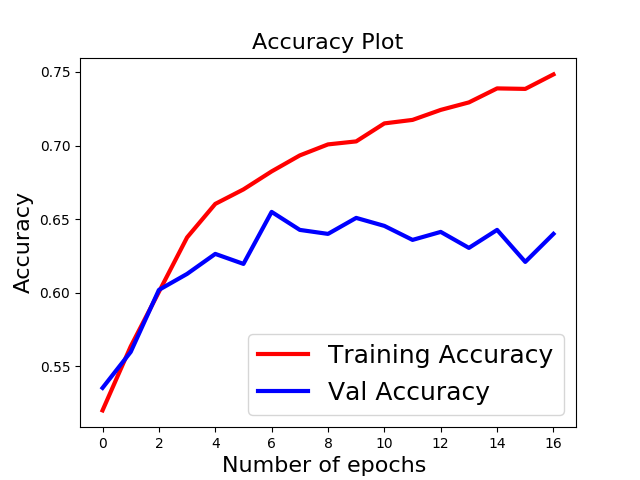 Accuracy Plot
0.75
0.70
0.65
0.60
0.55
Accuracy
Training Accuracy
Val Accuracy
0 2 4 6 8 10 12 14 16
Number of epochs